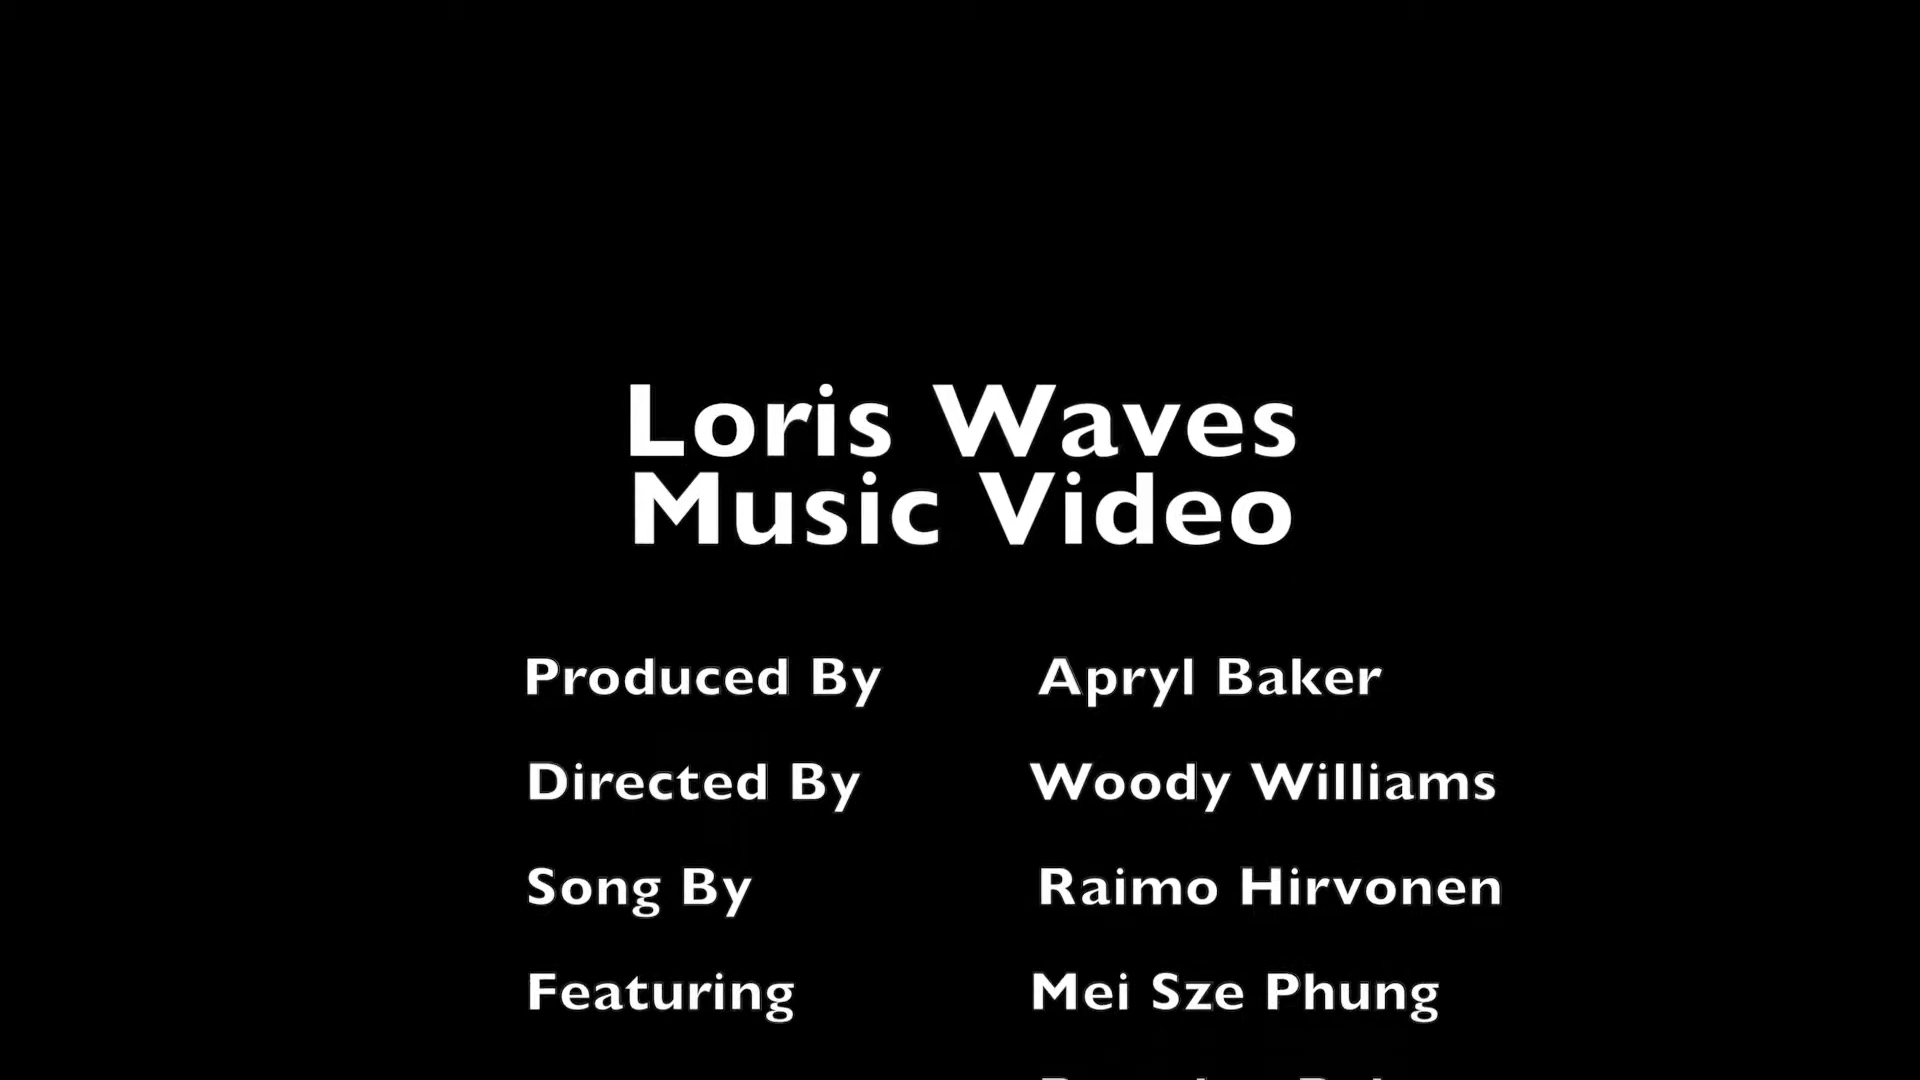 Loris Waves
Music Video
Produced By Apryl Baker
Directed By Woody Williams
Song By Raimo Hirvonen
Featuring Mei Sze Phung